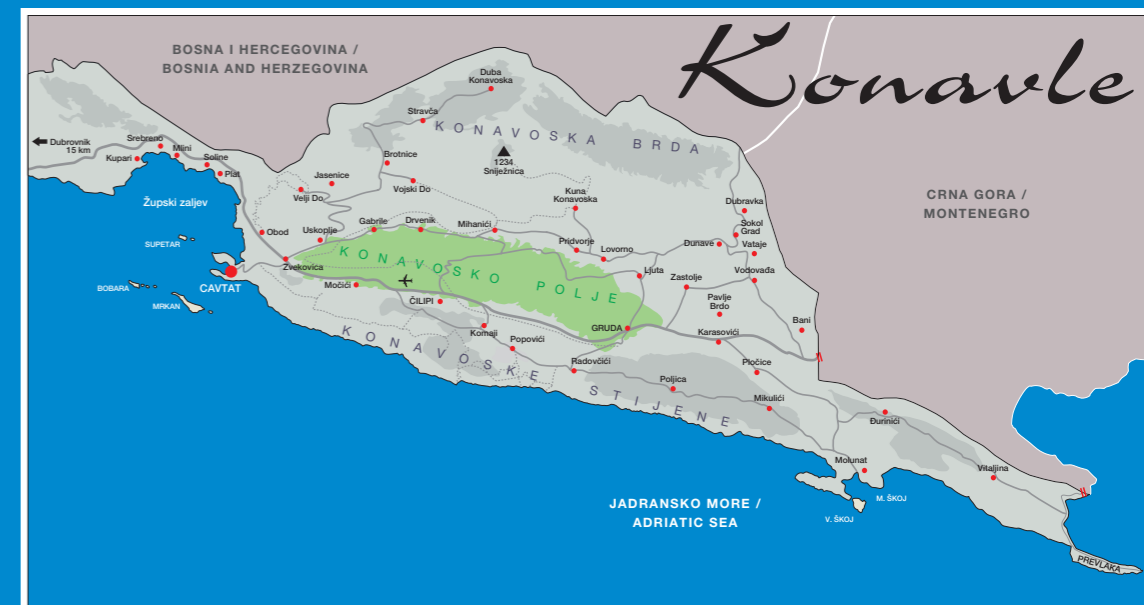 Konavle
BOSNA I HERCEGOVINA /
BOSNIA AND HERZEGOVINA
CRNA GORA /
MONTENEGRO
Duba
Konavoska
Stravča
KONAVOSKA BRDA
1234
Sniježnica
Dubrovnik
15 km
Srebreno
Mlini
Kupari
Soline
Plat
Brotnice
Jasenice
Velji Do
Vojski Do
Kuna
Konavoska
Dubravka
Sokol
Grad
Župski zaljev
Obod
Uskoplje
Gabrile
Drvenik
Mihanići
Pridvorje
Lovorno
Dunave
Vataje
SUPETAR
Zvekovica
KONAVOSKO POLJE
Ljuta
Zastolje
Vodovađa
CAVTAT
BOBARA
MRKAN
Močići
ČILIPI
Pavlje
Brdo
Komaji
GRUDA
Karasovići
Bani
Popovići
Radovčići
KONAVOSKE STIJENE
Poljica
Pločice
Mikulići
Đurinići
Molunat
Vitaljina
M. ŠKOJ
V. ŠKOJ
JADRANSKO MORE /
ADRIATIC SEA
PREVLAKA